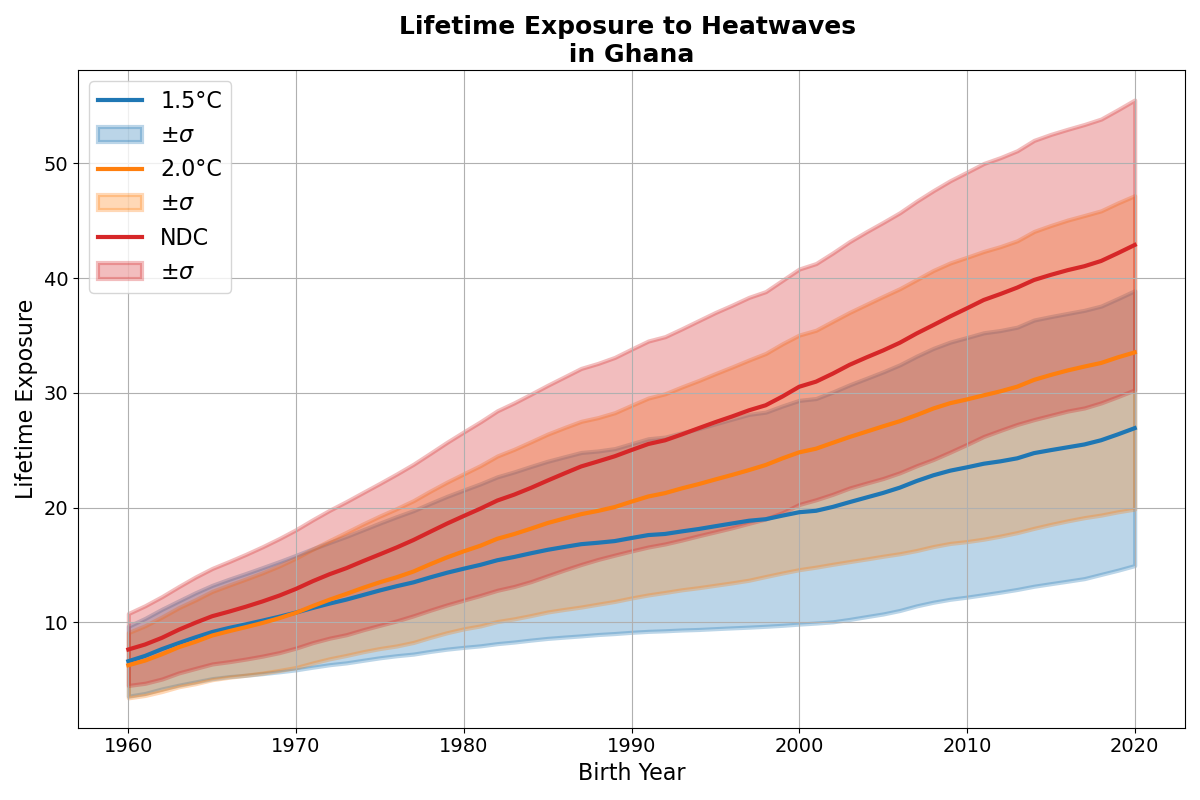 Lifetime Exposure to Heatwaves
in Ghana
1.5°C
±σ
2.0°C
±σ
NDC
±σ
Lifetime Exposure
50
40
30
20
10
1960 1970 1980 1990 2000 2010 2020
Birth Year